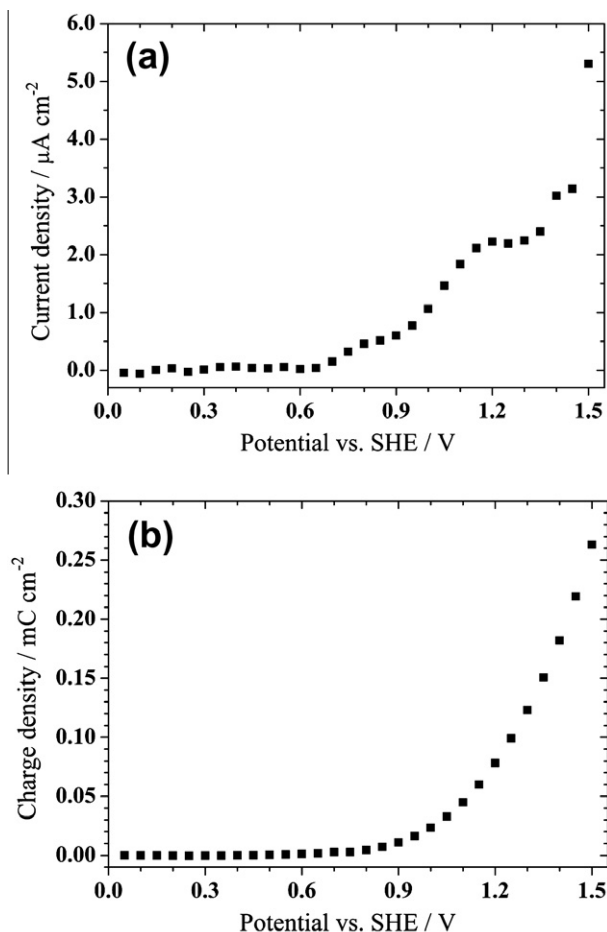 (a)
6.0
5.0
4.0
3.0
2.0
1.0
0.0
Current density / μA cm⁻²
0.0 0.3 0.6 0.9 1.2 1.5
Potential vs. SHE / V
(b)
0.30
0.25
0.20
0.15
0.10
0.05
0.00
Charge density / mC cm⁻²
0.0 0.3 0.6 0.9 1.2 1.5
Potential vs. SHE / V